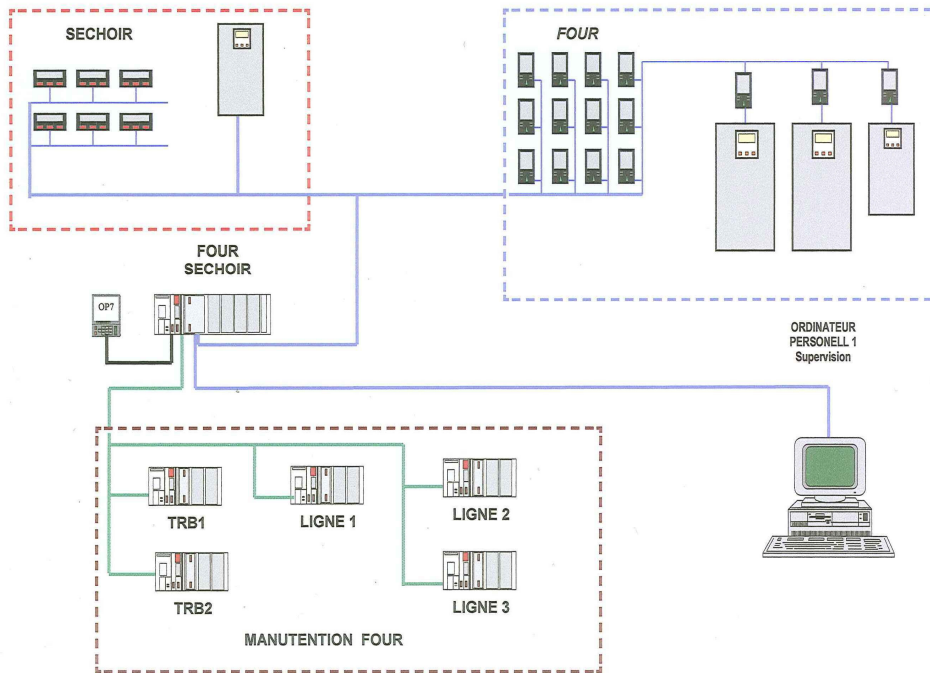 SECHOIR
FOUR
FOUR
SECHOIR
OP7
ORDINATEUR
PERSONELL 1
Supervision
TRB1
LIGNE 1
LIGNE 2
TRB2
LIGNE 3
MANUTENTION FOUR